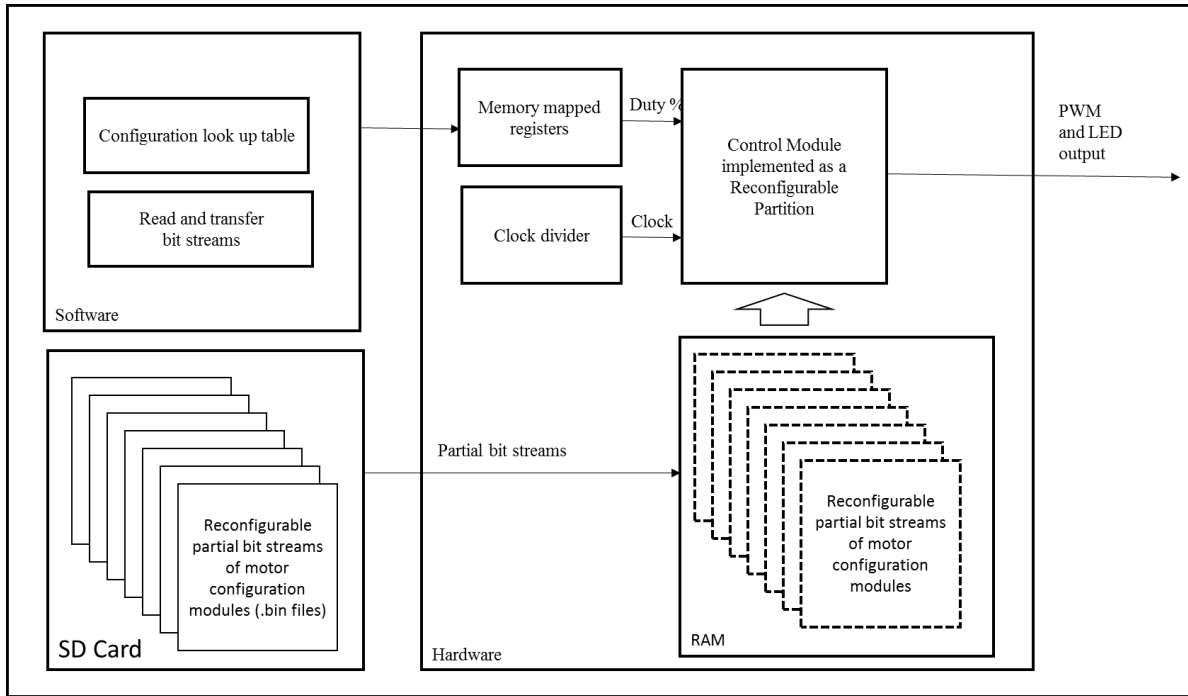 Configuration look up table
Read and transfer
bit streams
Software
Memory mapped
registers
Duty %
Clock divider
Clock
Control Module
implemented as a
Reconfigurable
Partition
PWM
and LED
output
Reconfigurable
partial bit streams
of motor
configuration
modules (.bin files)
SD Card
Partial bit streams
Reconfigurable
partial bit streams
of motor
configuration
modules
RAM
Hardware